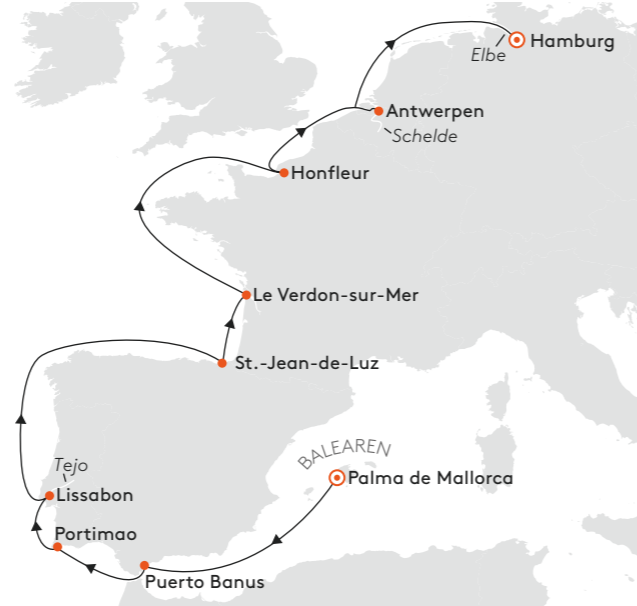 Hamburg
Elbe
Antwerpen
Schelde
Honfleur
Le Verdon-sur-Mer
St.-Jean-de-Luz
BALEAREN
Tejo
Palma de Mallorca
Lissabon
Portimao
Puerto Banus